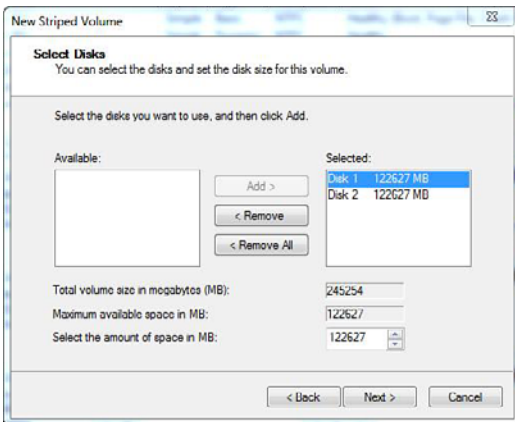 New Striped Volume
Select Disks
You can select the disks and set the disk size for this volume.
Select the disks you want to use, and then click Add.
Available:
Selected:
Add >
< Remove
< Remove All
Disk 1 122627 MB
Disk 2 122627 MB
Total volume size in megabytes (MB):
245254
Maximum available space in MB:
122627
Select the amount of space in MB:
122627
< Back
Next >
Cancel